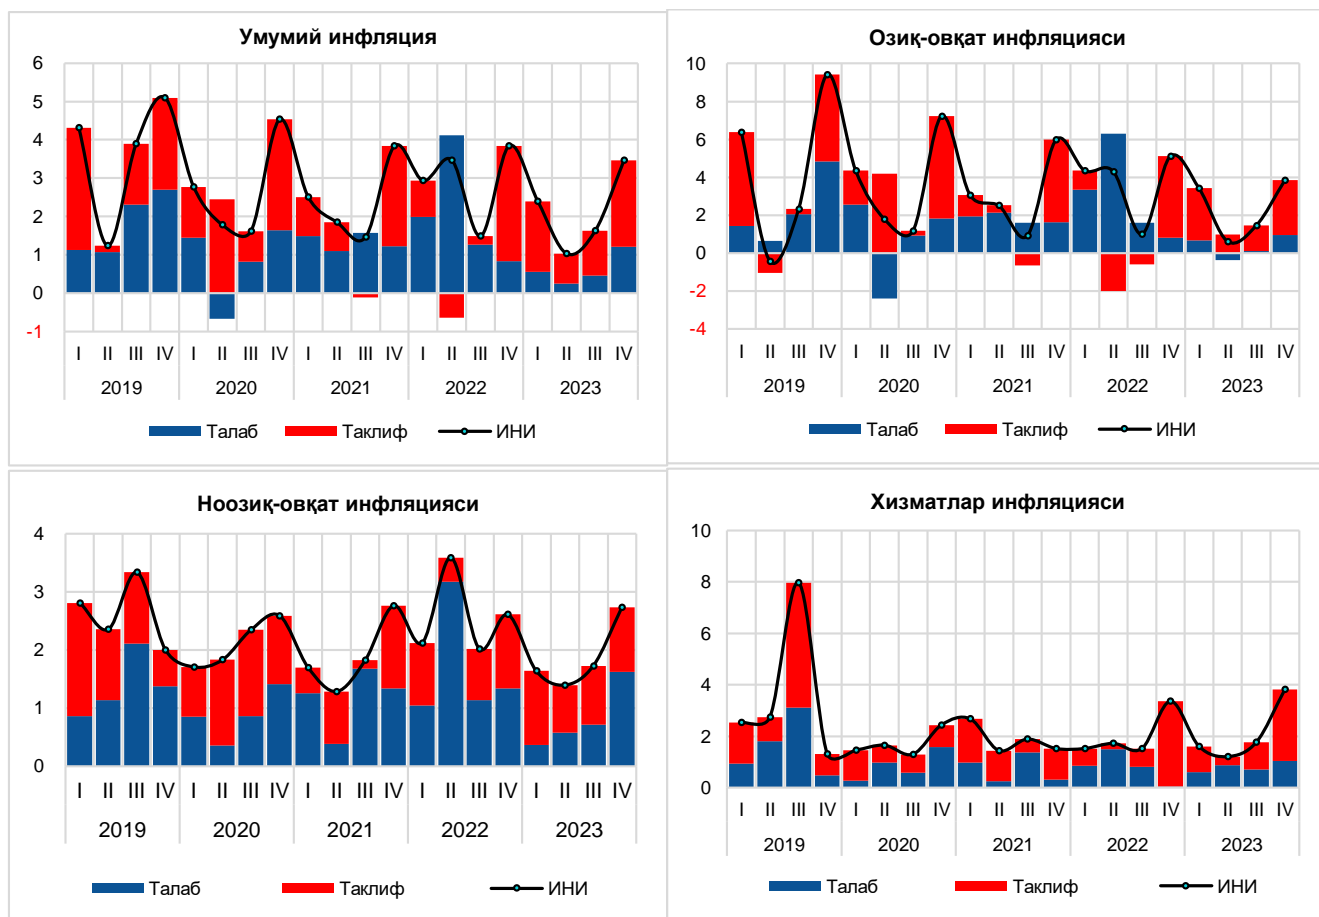 Умумий инфляция
6
5
4
3
2
1
0
-1
I II III IV I II III IV I II III IV I II III IV I II III IV
2019 2020 2021 2022 2023
Талаб Таклиф ИНИ
Озиқ-овқат инфляцияси
10
8
6
4
2
0
-2
-4
I II III IV I II III IV I II III IV I II III IV I II III IV
2019 2020 2021 2022 2023
Талаб Таклиф ИНИ
Ноозиқ-овқат инфляцияси
4
3
2
1
0
I II III IV I II III IV I II III IV I II III IV I II III IV
2019 2020 2021 2022 2023
Талаб Таклиф ИНИ
Хизматлар инфляцияси
10
8
6
4
2
0
I II III IV I II III IV I II III IV I II III IV I II III IV
2019 2020 2021 2022 2023
Талаб Таклиф ИНИ